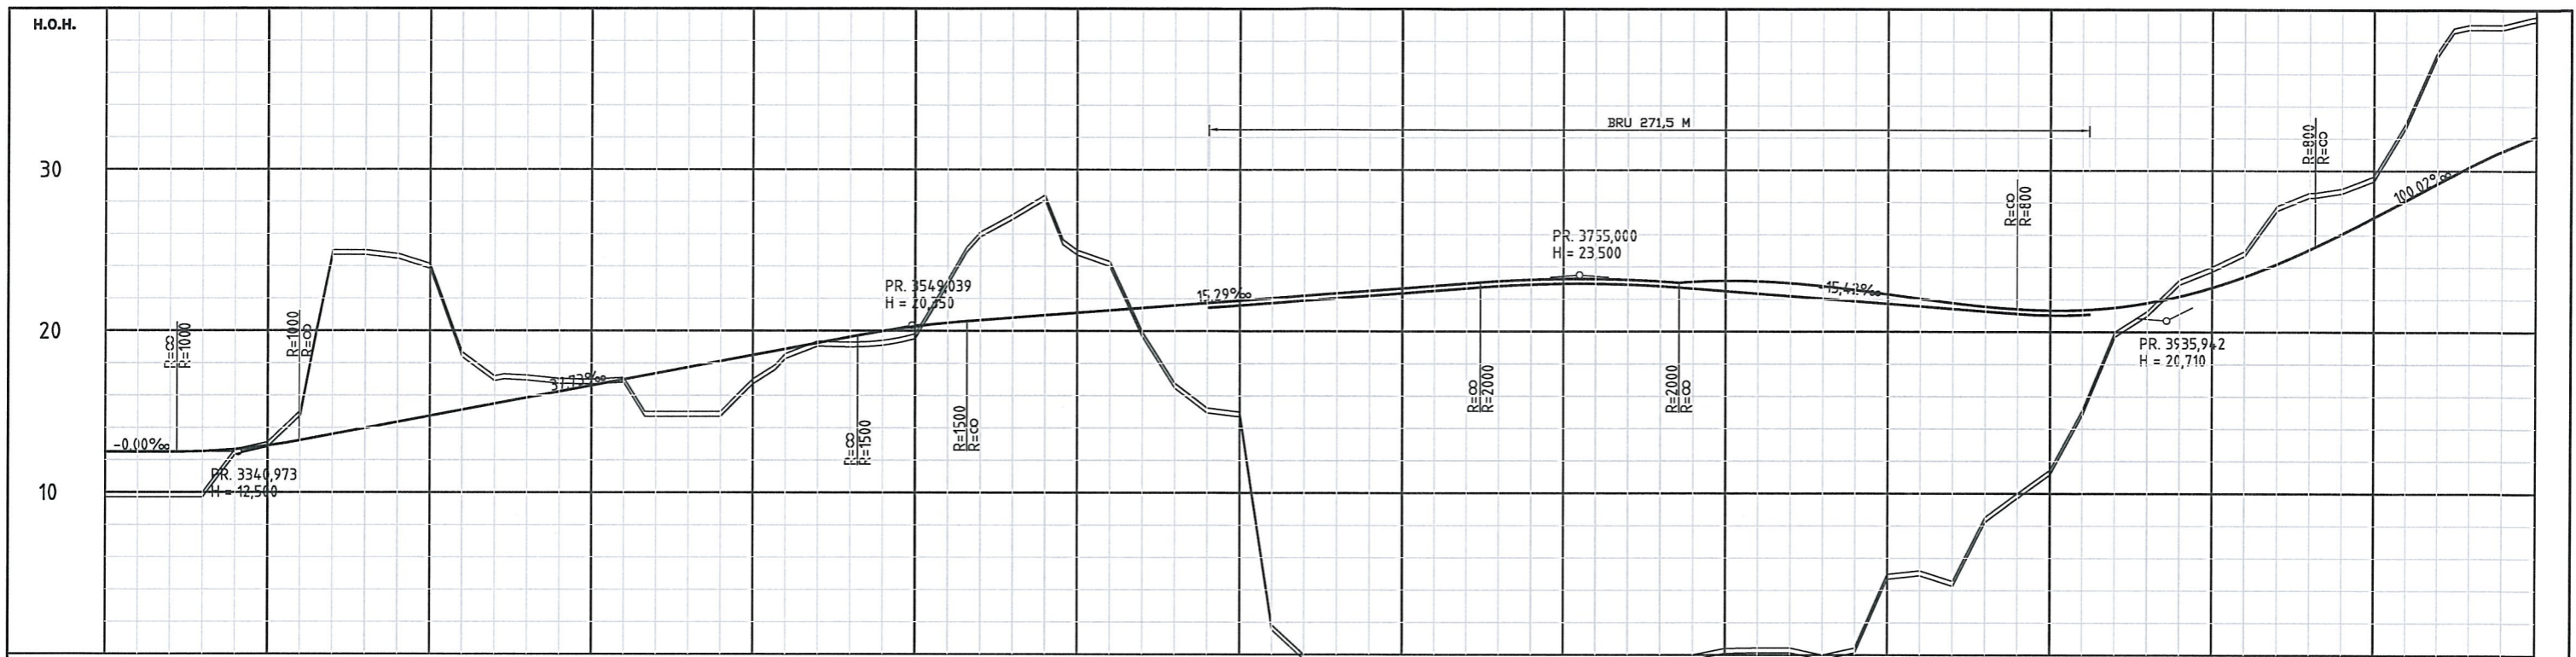 H.O.H.
30
20
10
-0.00‰
R=∞
R=1000
PR. 3340,973
H = 12,500
R=1000
R=∞
37.73‰
R=∞
R=1500
PR. 3549,039
H = 20,350
R=1500
R=∞
15,29‰
BRU 271,5 M
R=∞
R=2000
PR. 3755,000
H = 23,500
R=2000
R=∞
-15,42‰
R=∞
R=800
PR. 3935,942
H = 20,710
R=800
R=∞
100,02‰